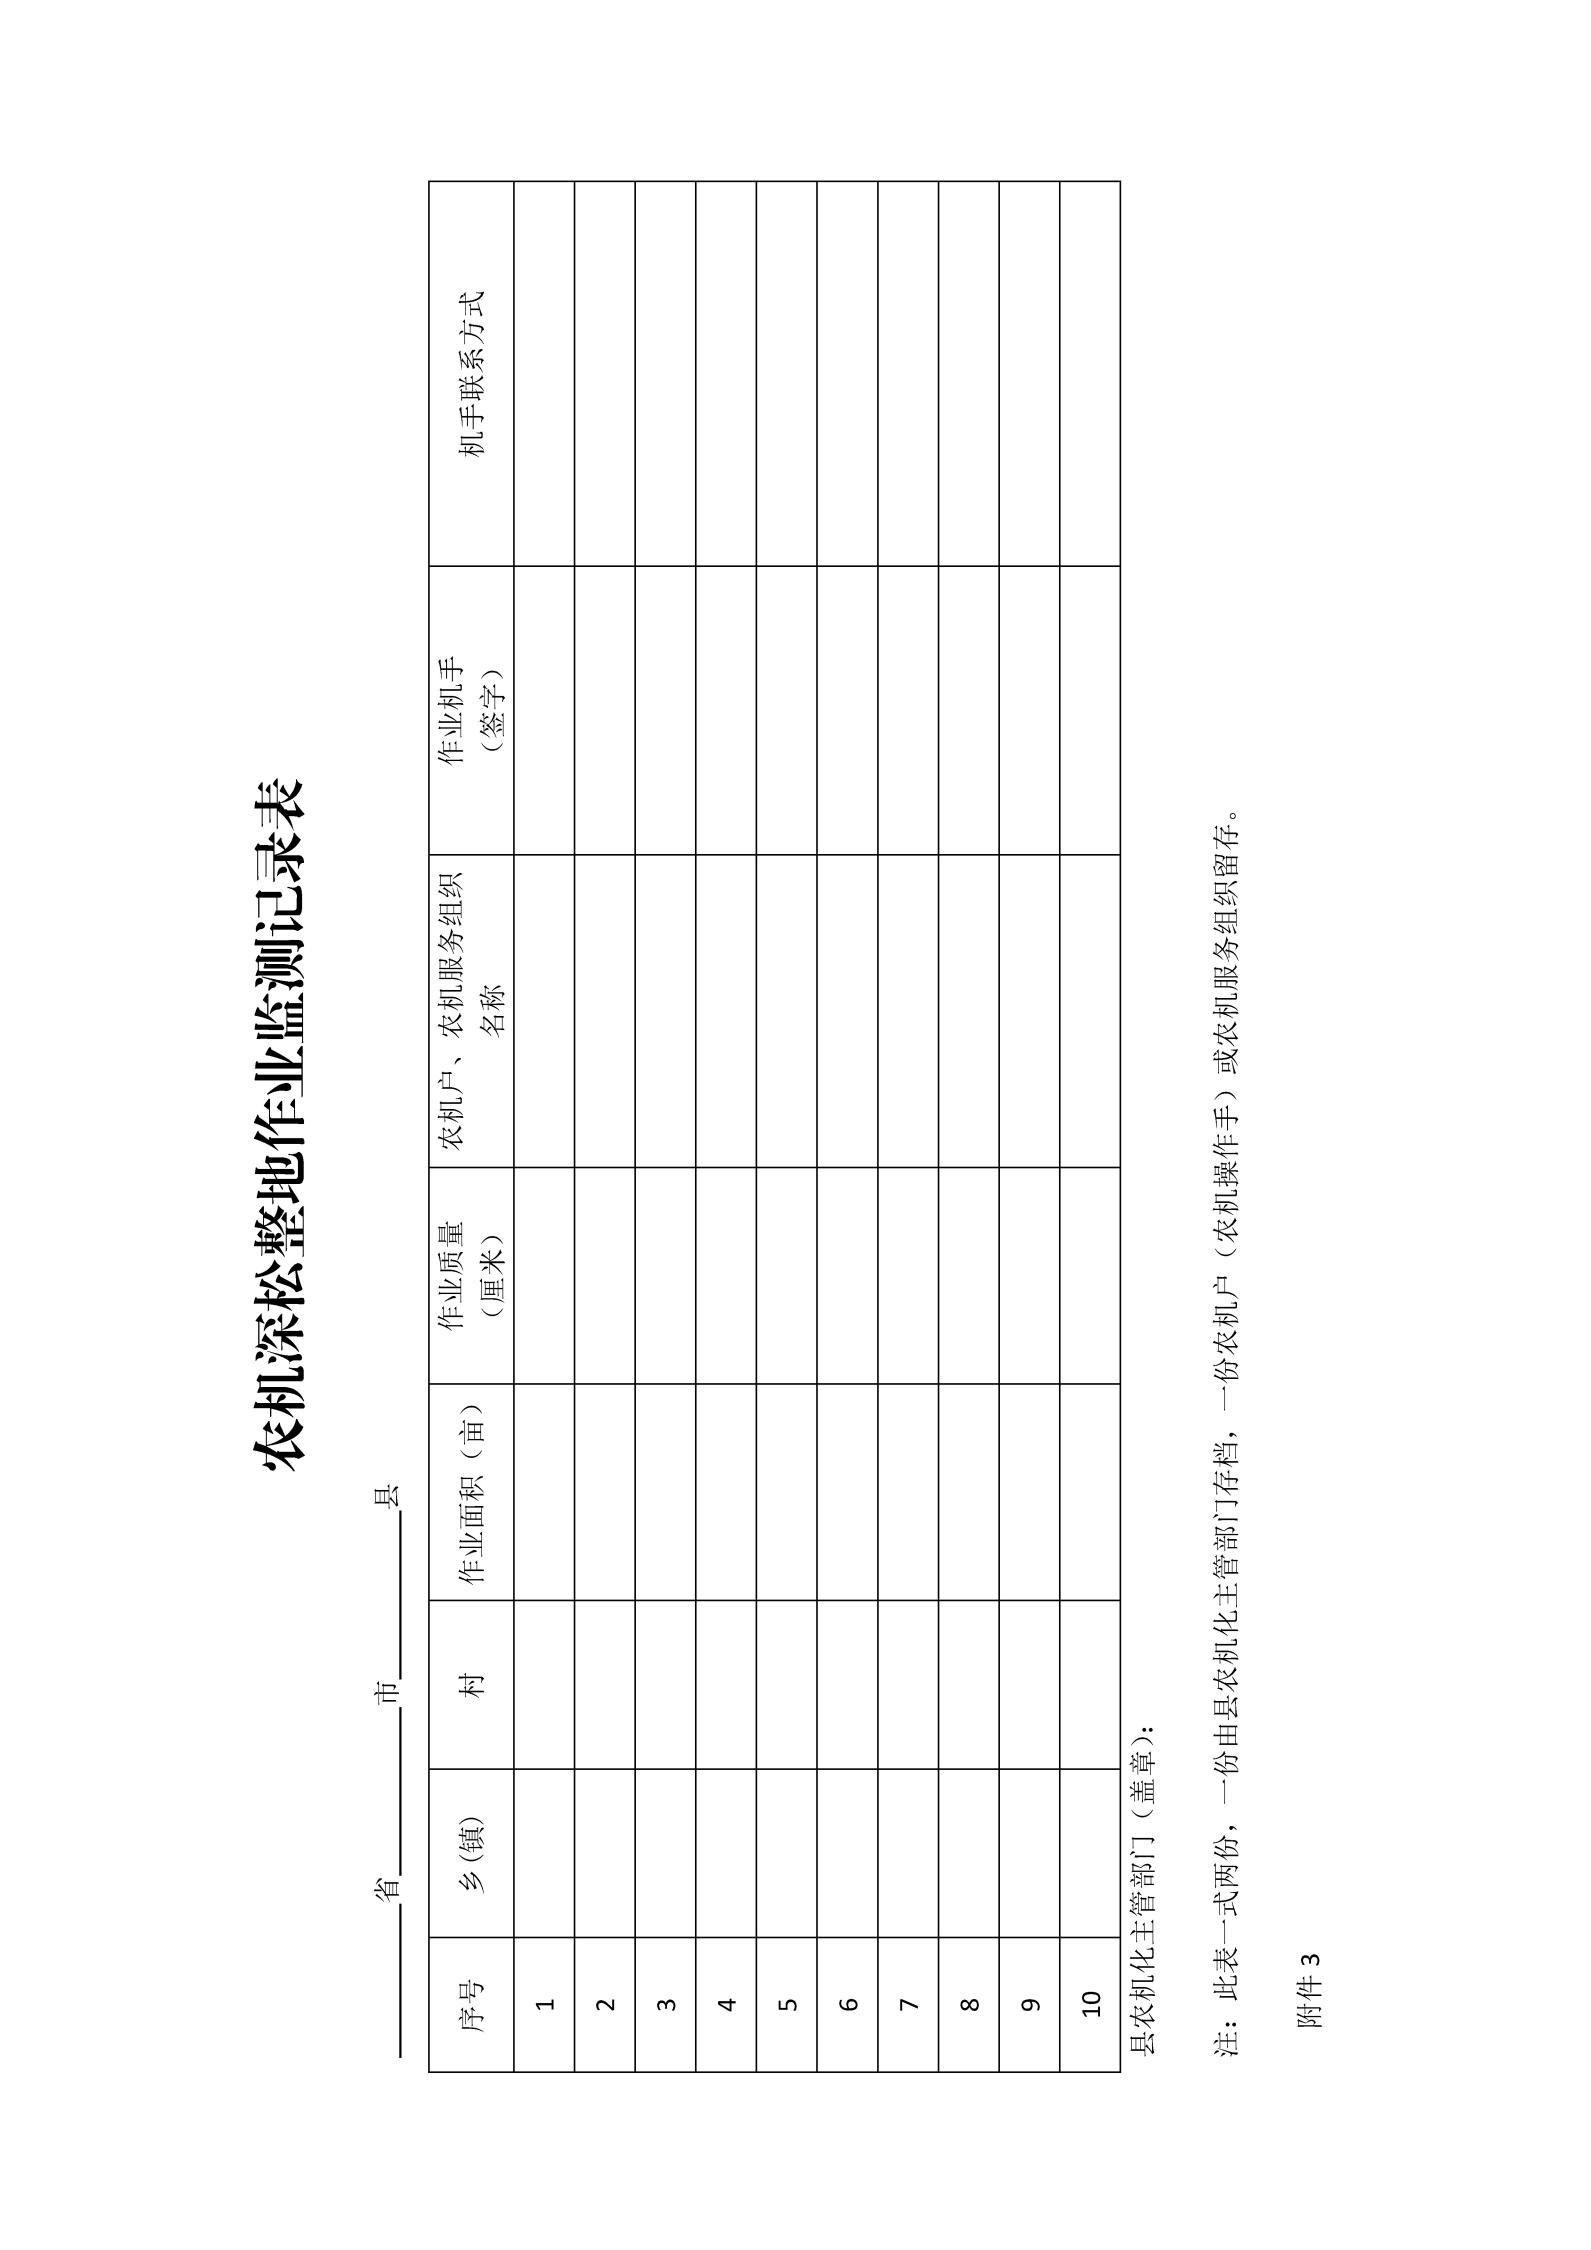 农机深松整地作业监测记录表
省 市 县
序号 乡(镇) 村 作业面积（亩） 作业质量（厘米） 农机户、农机服务组织名称 作业机手（签字） 机手联系方式
1
2
3
4
5
6
7
8
9
10
县农机化主管部门（盖章）：
注：此表一式两份，一份由县农机化主管部门存档，一份农机户（农机操作手）或农机服务组织留存。
附件 3